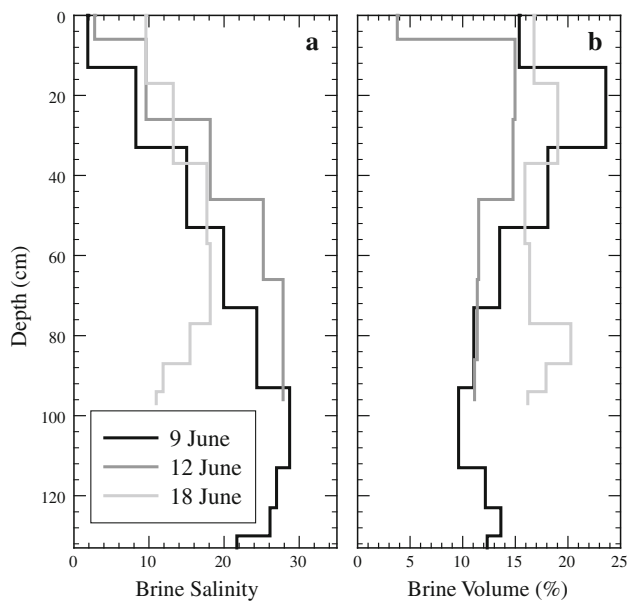 a
b
0
20
40
60
80
100
120
Depth (cm)
9 June
12 June
18 June
0 10 20 30
0 5 10 15 20 25
Brine Salinity
Brine Volume (%)